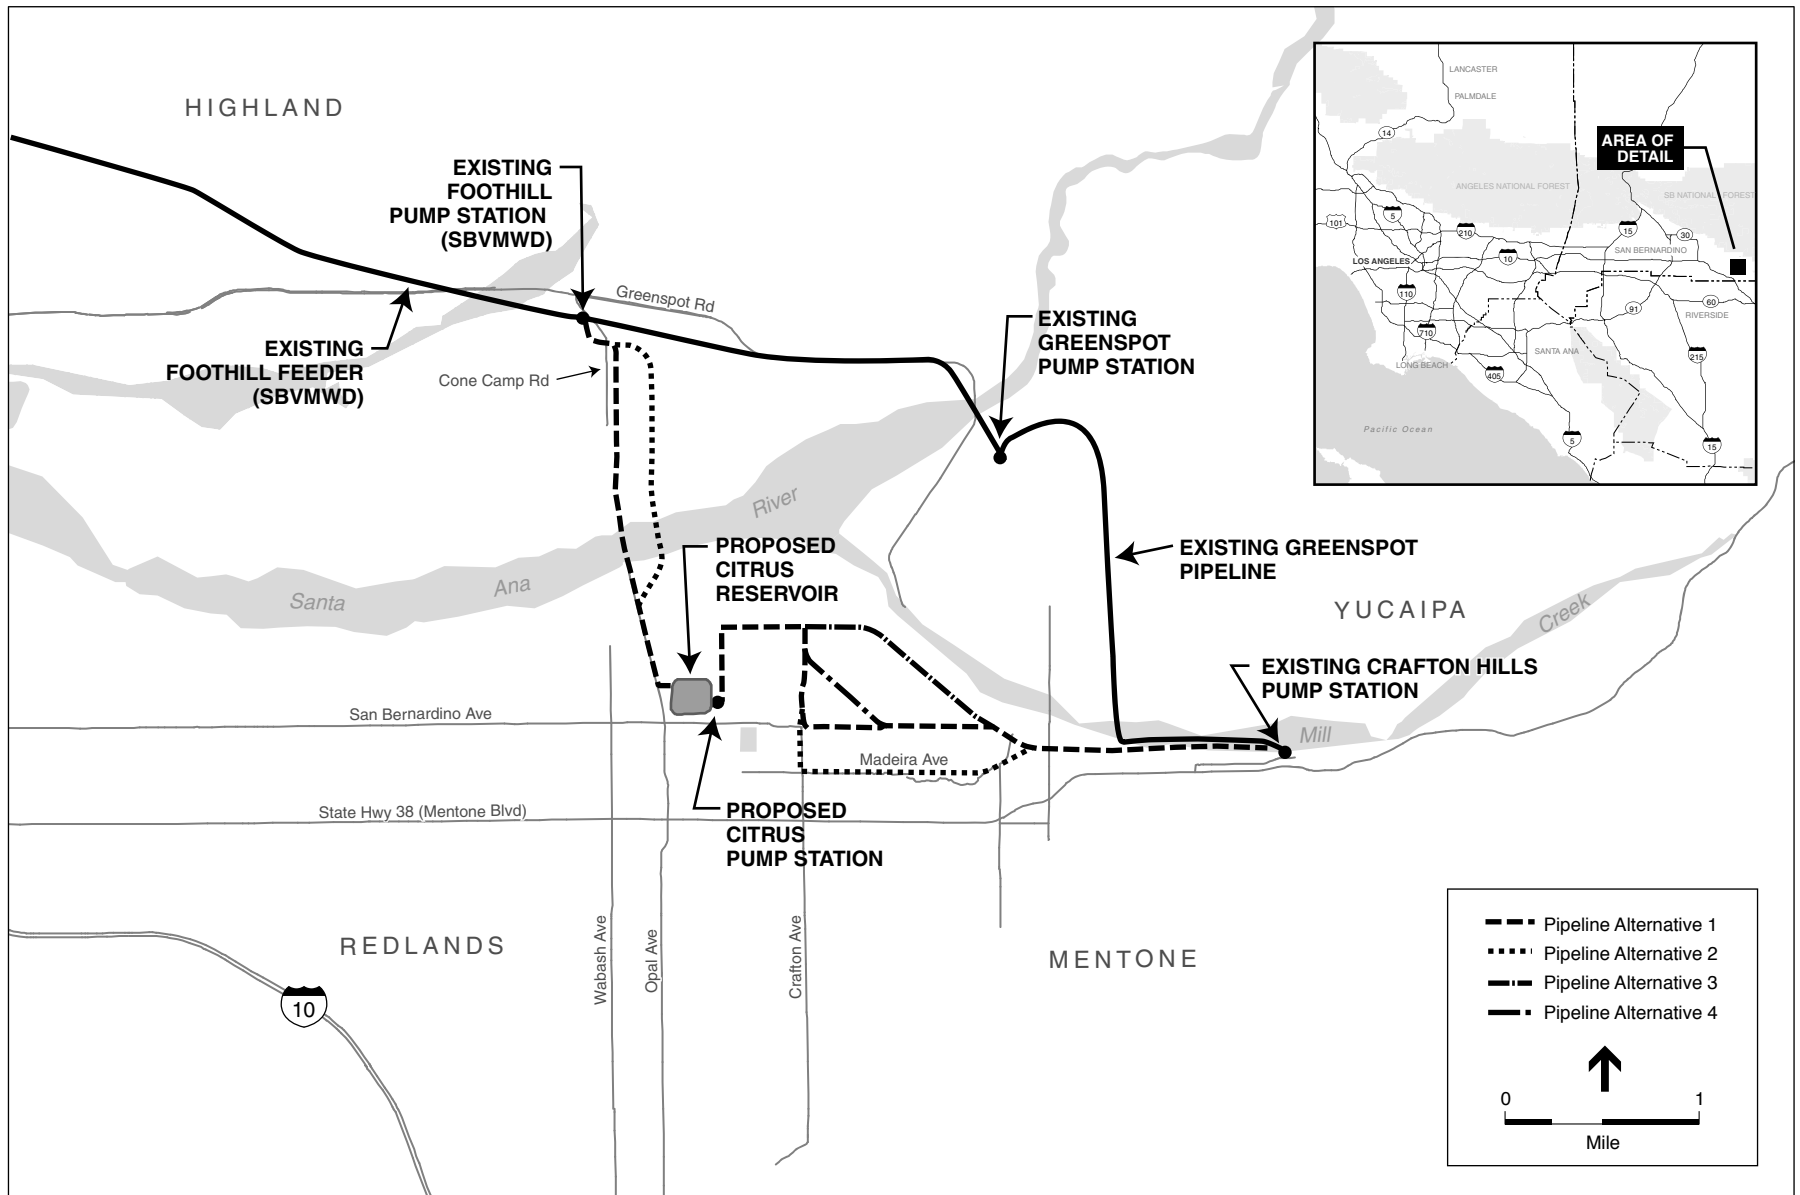 HIGHLAND
EXISTING
FOOTHILL
PUMP STATION
(SBVMWD)
Greenspot Rd
EXISTING
FOOTHILL FEEDER
(SBVMWD)
Cone Camp Rd
EXISTING
GREENSPOT
PUMP STATION
River
Ana
Santa
PROPOSED
CITRUS
RESERVOIR
EXISTING GREENSPOT
PIPELINE
YUCAIPA
Creek
EXISTING CRAFTON HILLS
PUMP STATION
Mill
San Bernardino Ave
Madeira Ave
State Hwy 38 (Mentone Blvd)
PROPOSED
CITRUS
PUMP STATION
REDLANDS
MENTONE
Wabash Ave
Opal Ave
Crafton Ave
10
LANCASTER
PALMDALE
14
AREA OF
DETAIL
ANGELES NATIONAL FOREST
SB NATIONAL FOREST
101
5
210
15
30
SAN BERNARDINO
10
LOS ANGELES
110
91
60
RIVERSIDE
710
SANTA ANA
215
LONG BEACH
405
Pacific Ocean
5
15
Pipeline Alternative 1
Pipeline Alternative 2
Pipeline Alternative 3
Pipeline Alternative 4
0 1
Mile